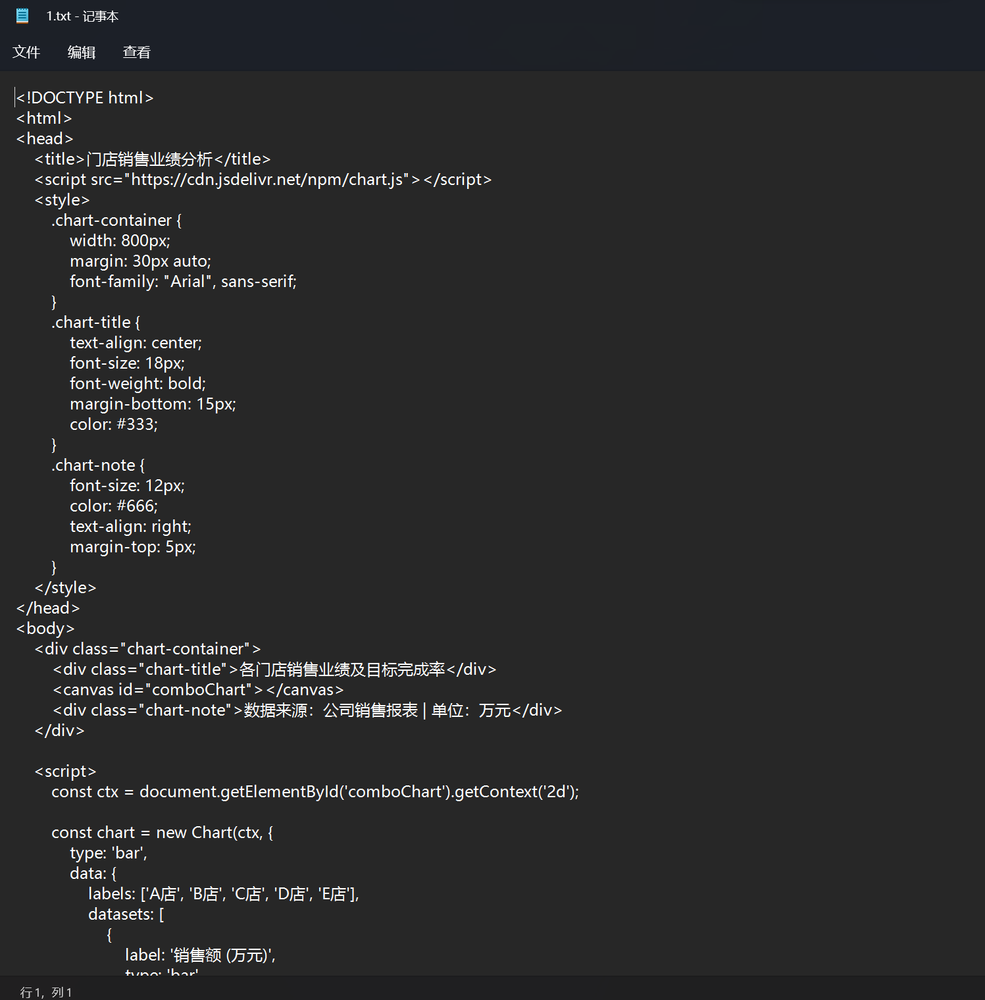 1.txt - 记事本
文件 编辑 查看
<!DOCTYPE html>
<html>
<head>
    <title>门店销售业绩分析</title>
    <script src="https://cdn.jsdelivr.net/npm/chart.js"></script>
    <style>
        .chart-container {
            width: 800px;
            margin: 30px auto;
            font-family: "Arial", sans-serif;
        }
        .chart-title {
            text-align: center;
            font-size: 18px;
            font-weight: bold;
            margin-bottom: 15px;
            color: #333;
        }
        .chart-note {
            font-size: 12px;
            color: #666;
            text-align: right;
            margin-top: 5px;
        }
    </style>
</head>
<body>
    <div class="chart-container">
        <div class="chart-title">各门店销售业绩及目标完成率</div>
        <canvas id="comboChart"></canvas>
        <div class="chart-note">数据来源：公司销售报表 | 单位：万元</div>
    </div>

    <script>
        const ctx = document.getElementById('comboChart').getContext('2d');

        const chart = new Chart(ctx, {
            type: 'bar',
            data: {
                labels: ['A店', 'B店', 'C店', 'D店', 'E店'],
                datasets: [
                    {
                        label: '销售额 (万元)',
                        type: 'bar'
行 1, 列 1